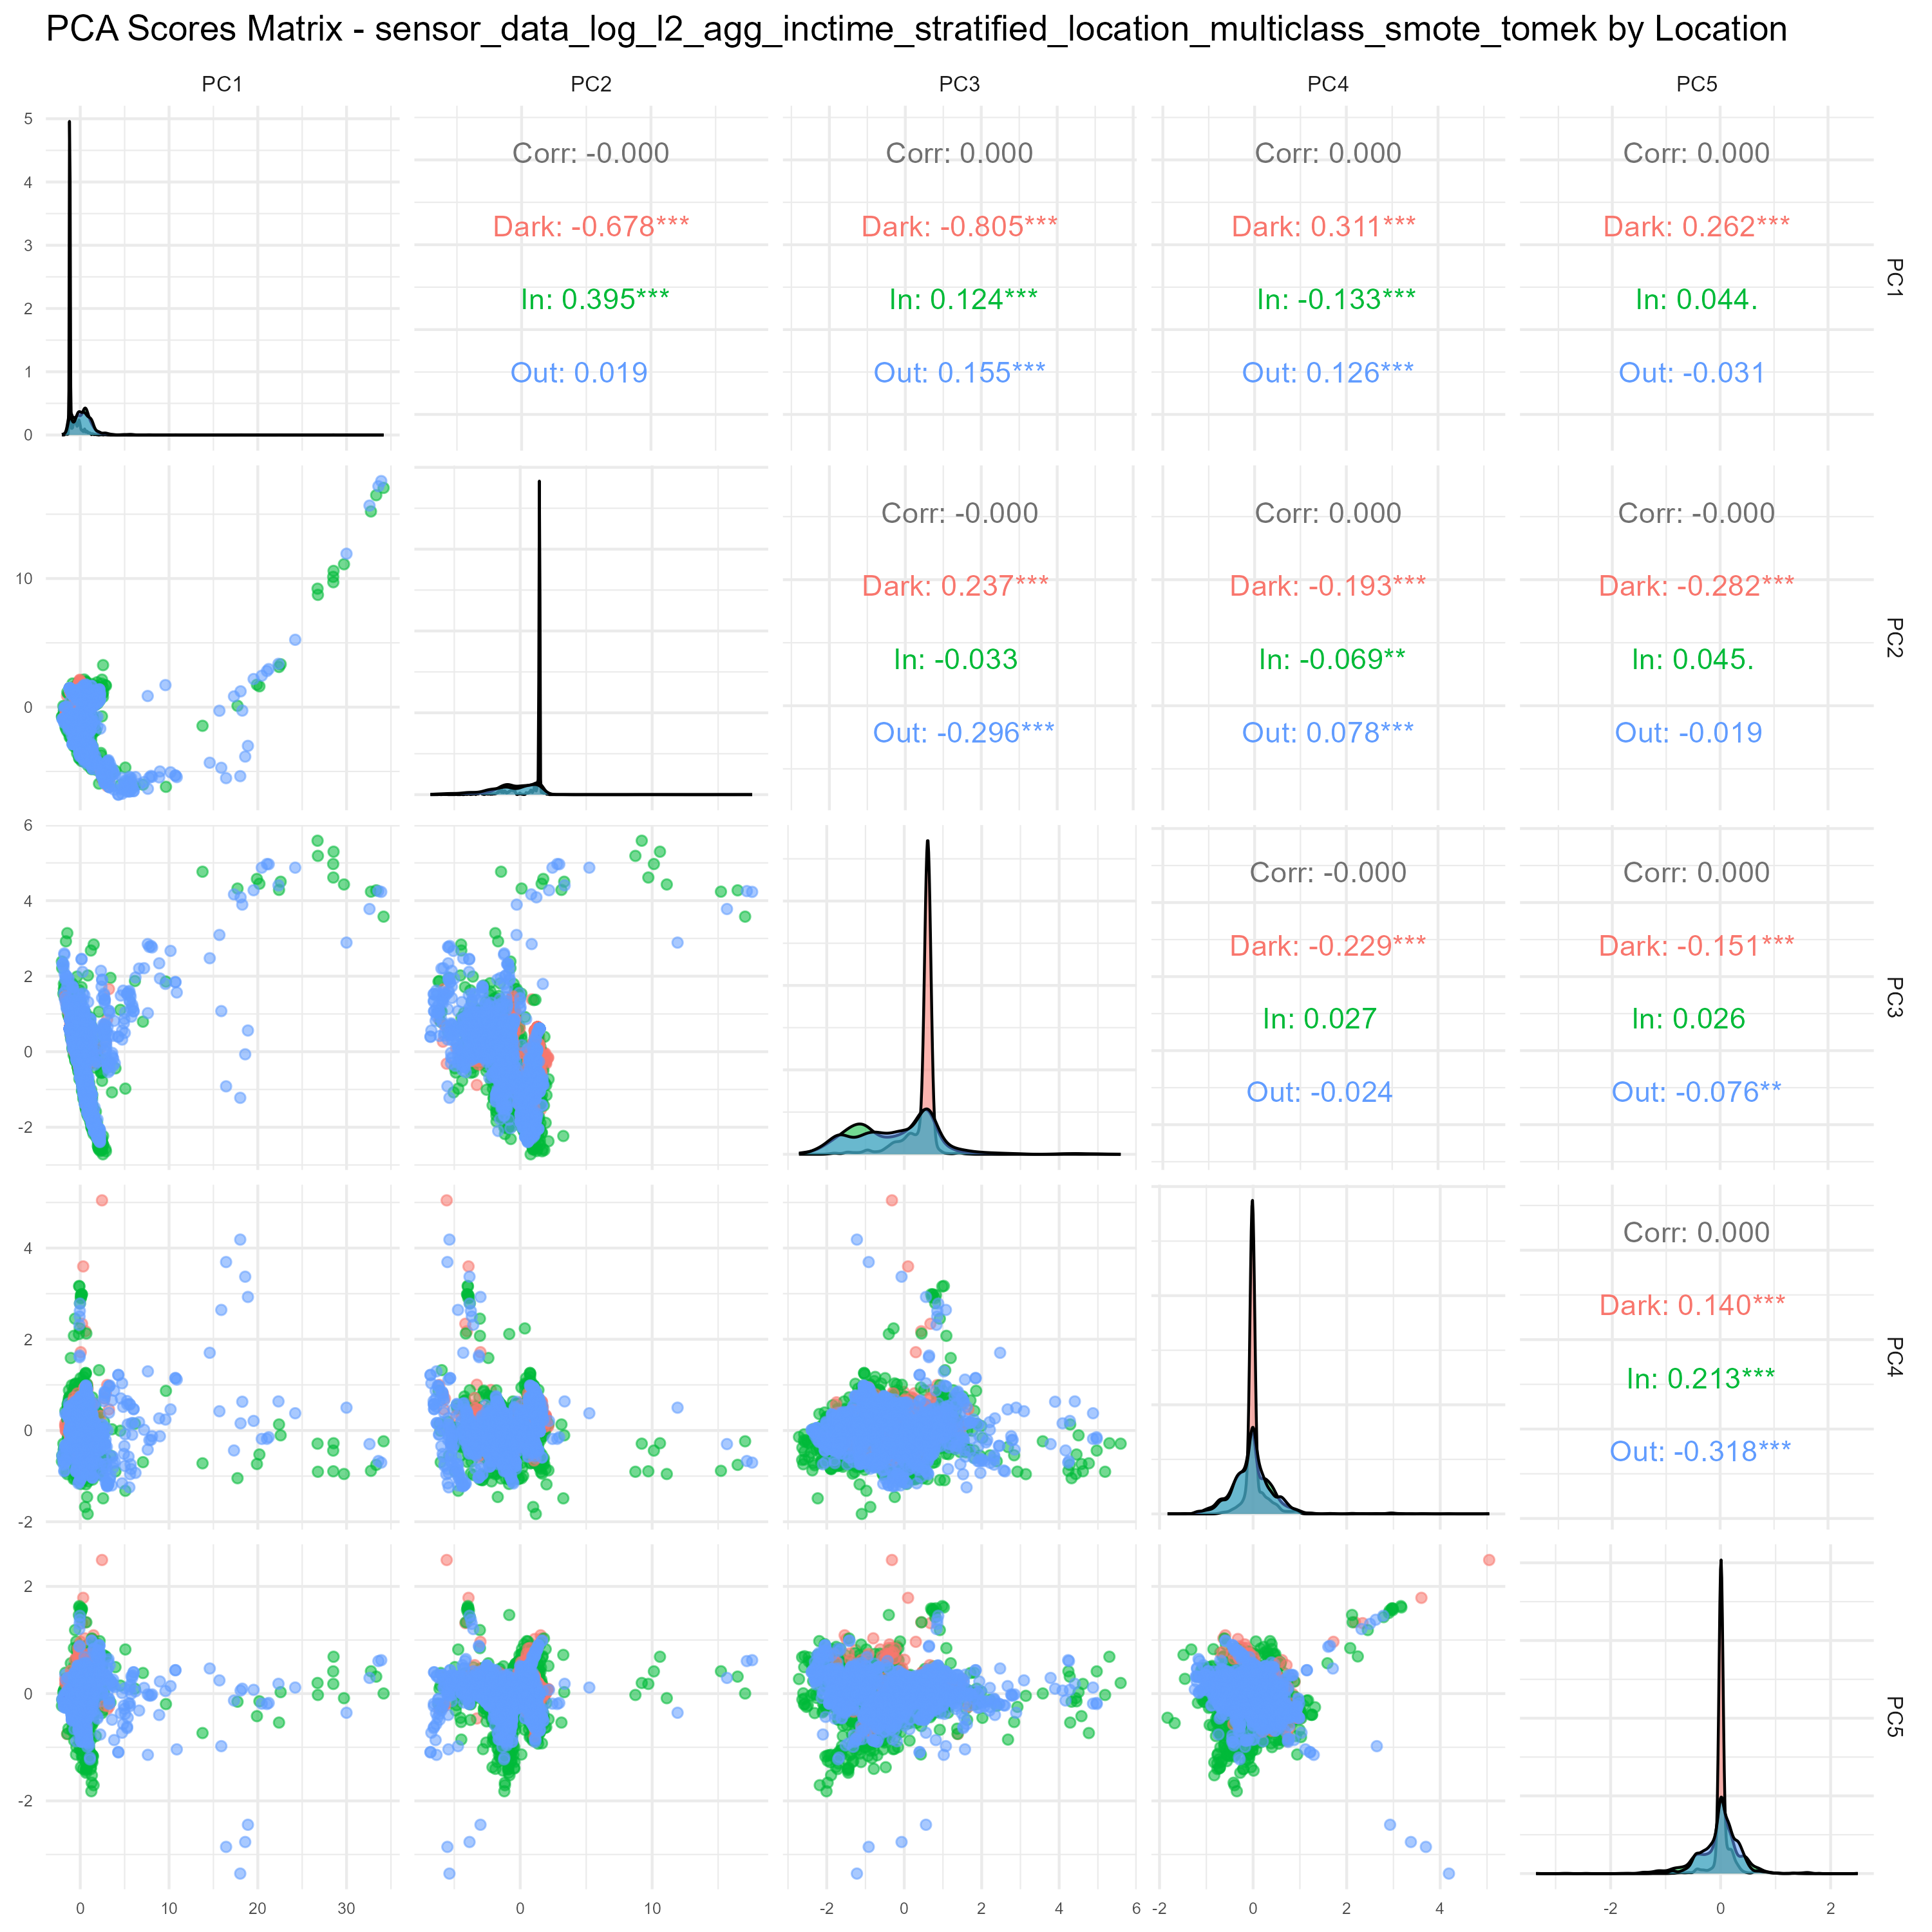 PCA Scores Matrix - sensor_data_log_l2_agg_inctime_stratified_location_multiclass_smote_tomek by Location
PC1 PC2 PC3 PC4 PC5
5
4
3
2
1
0
Corr: -0.000 Corr: 0.000 Corr: 0.000 Corr: 0.000
Dark: -0.678*** Dark: -0.805*** Dark: 0.311*** Dark: 0.262***
In: 0.395*** In: 0.124*** In: -0.133*** In: 0.044.
Out: 0.019 Out: 0.155*** Out: 0.126*** Out: -0.031
PC1
10
0
Corr: -0.000 Corr: 0.000 Corr: -0.000
Dark: 0.237*** Dark: -0.193*** Dark: -0.282***
In: -0.033 In: -0.069** In: 0.045.
Out: -0.296*** Out: 0.078*** Out: -0.019
PC2
6
4
2
0
-2
Corr: -0.000 Corr: 0.000
Dark: -0.229*** Dark: -0.151***
In: 0.027 In: 0.026
Out: -0.024 Out: -0.076**
PC3
4
2
0
-2
Corr: 0.000
Dark: 0.140***
In: 0.213***
Out: -0.318***
PC4
2
0
-2
PC5
0 10 20 30 0 10 -2 0 2 4 6 -2 0 2 4 -2 0 2